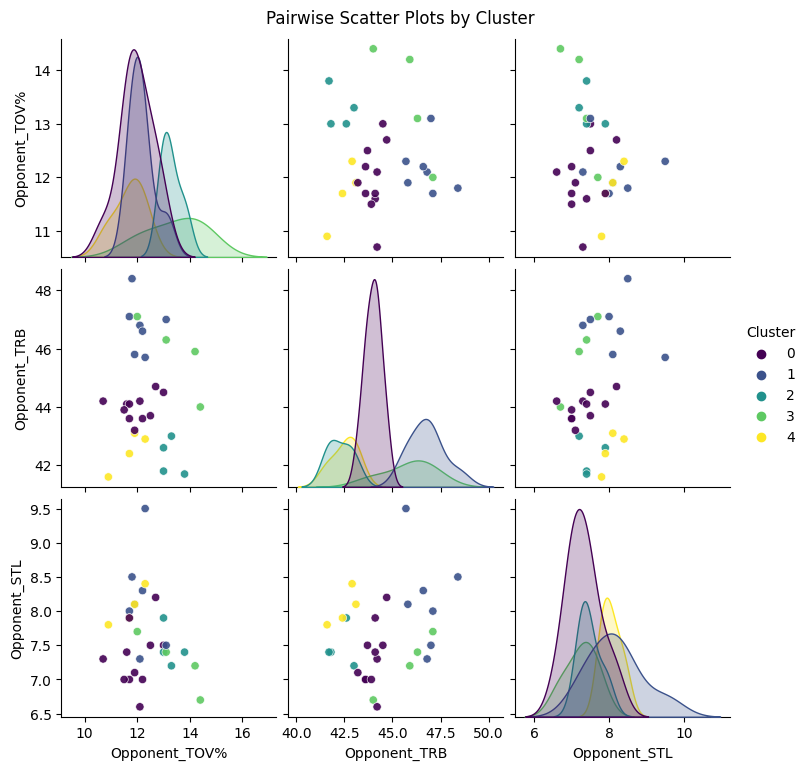 Pairwise Scatter Plots by Cluster
Opponent_TOV%
14
13
12
11
Opponent_TRB
48
46
44
42
Cluster
0
1
2
3
4
Opponent_STL
9.5
9.0
8.5
8.0
7.5
7.0
6.5
10 12 14 16
40.0 42.5 45.0 47.5 50.0
6 8 10
Opponent_TOV%
Opponent_TRB
Opponent_STL